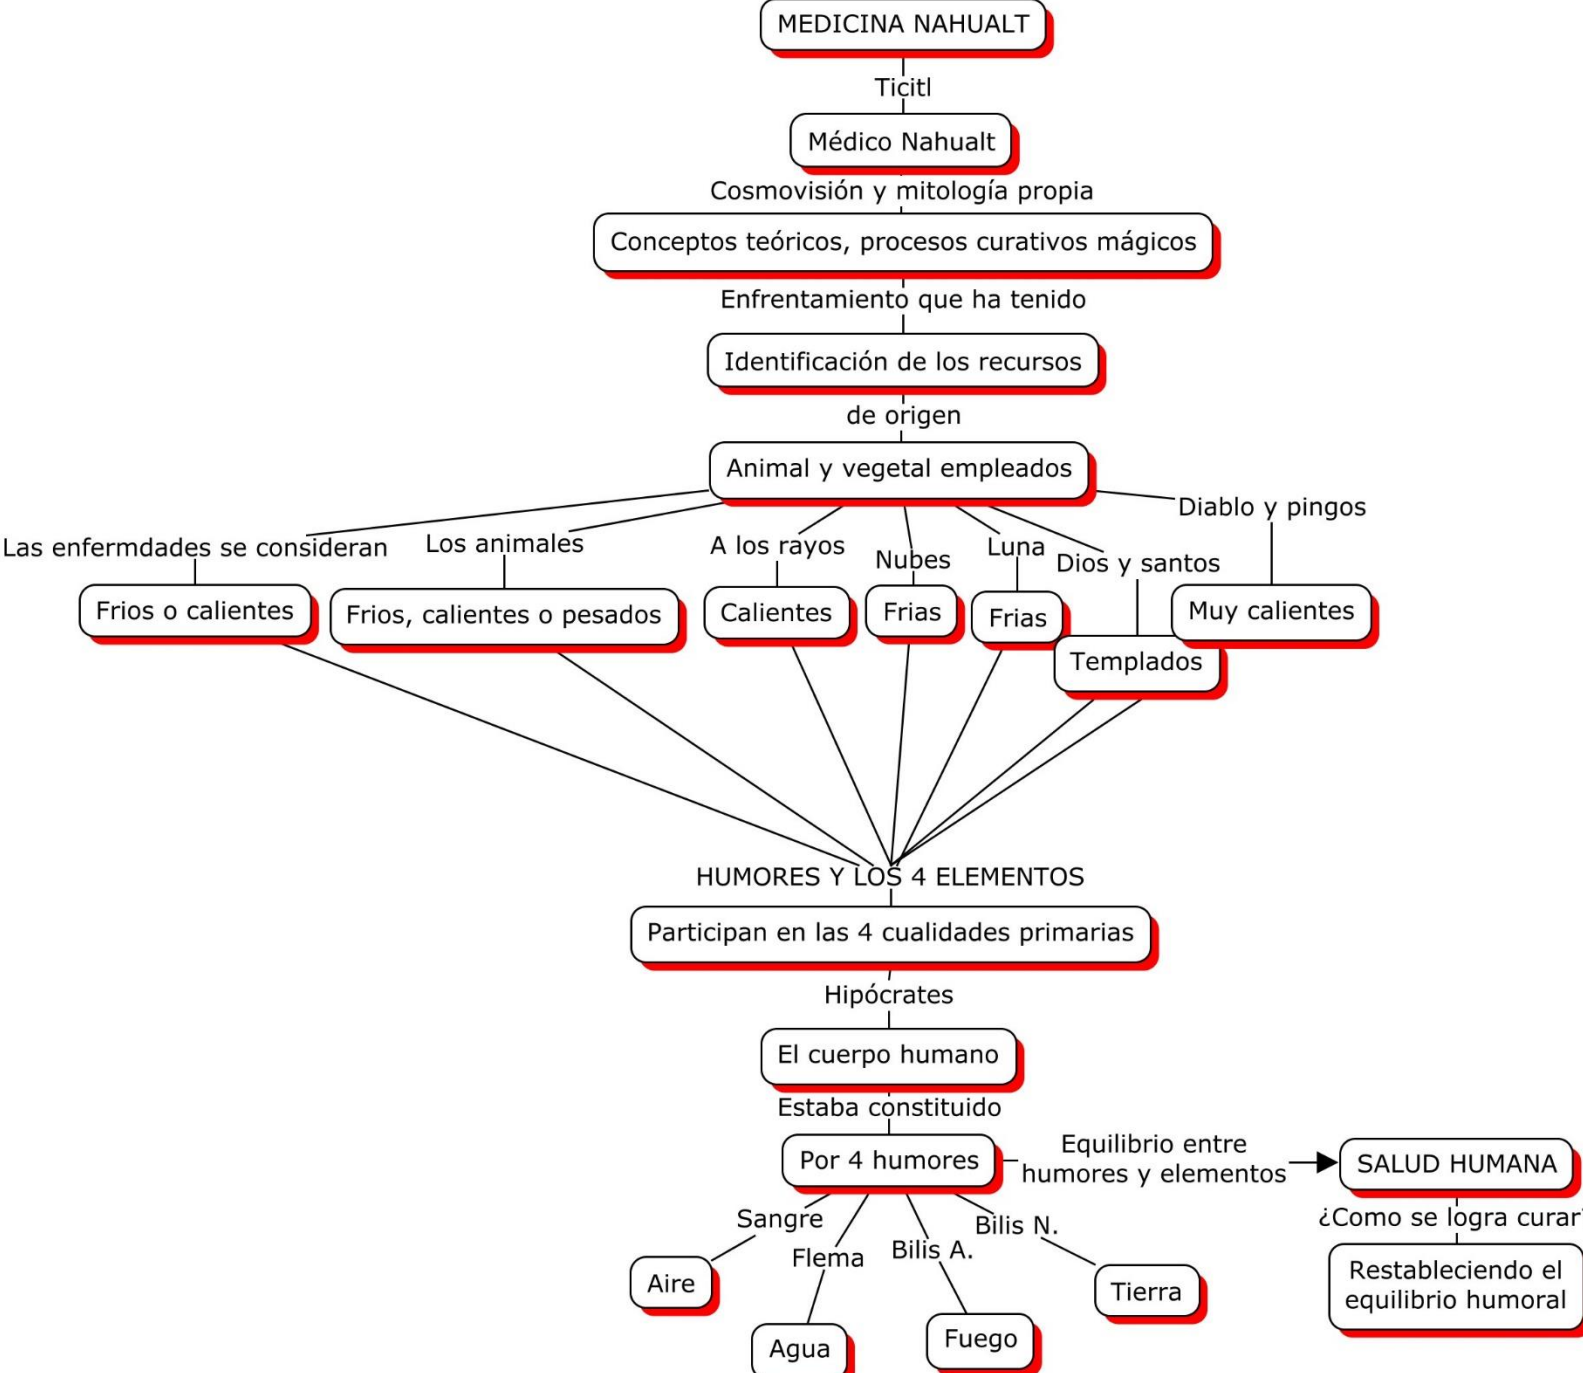 MEDICINA NAHUALT
Ticitl
Médico Nahualt
Cosmovisión y mitología propia
Conceptos teóricos, procesos curativos mágicos
Enfrentamiento que ha tenido
Identificación de los recursos
de origen
Animal y vegetal empleados
Las enfermdades se consideran
Frios o calientes
Los animales
Frios, calientes o pesados
A los rayos
Calientes
Nubes
Frias
Luna
Frias
Dios y santos
Templados
Diablo y pingos
Muy calientes
HUMORES Y LOS 4 ELEMENTOS
Participan en las 4 cualidades primarias
Hipócrates
El cuerpo humano
Estaba constituido
Por 4 humores
Equilibrio entre
humores y elementos
SALUD HUMANA
¿Como se logra curar?
Restableciendo el
equilibrio humoral
Sangre
Aire
Flema
Agua
Bilis A.
Fuego
Bilis N.
Tierra